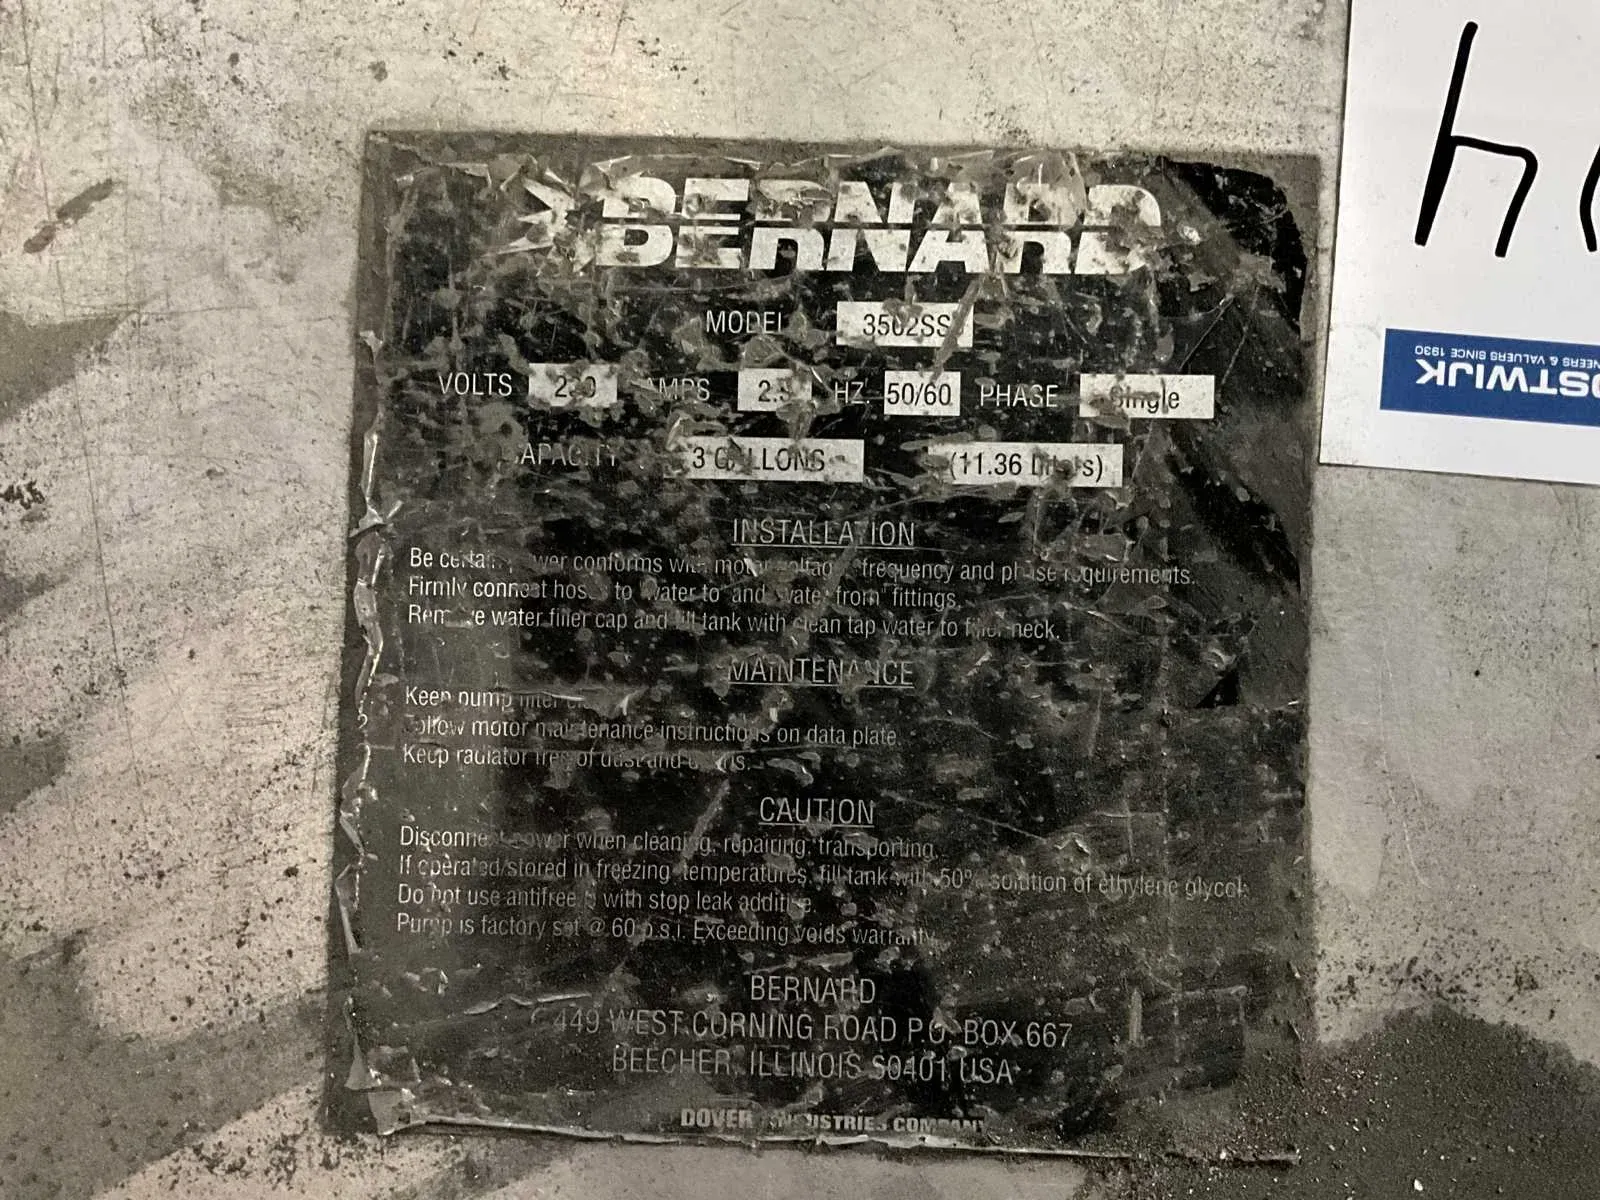 BERNARD
MODEL 3502SS
VOLTS AMPS HZ. 50/60 PHASE Single
CAPACITY 3 GALLONS (11.36 Liters)
INSTALLATION
Be certain power conforms with motor voltage frequency and phase requirements.
Firmly connect hoses to "water to" and "water from" fittings.
Remove water filler cap and fill tank with clean tap water to filler neck.
MAINTENANCE
Keep pump filter
Follow motor maintenance instructions on data plate.
Keep radiator free of dust and debris.
CAUTION
Disconnect power when cleaning, repairing, transporting.
If operated/stored in freezing temperatures, fill tank with 50% solution of ethylene glycol.
Do not use antifreeze with stop leak additive.
Pump is factory set @ 60 p.s.i. Exceeding voids warranty.
BERNARD
449 WEST CORNING ROAD P.O. BOX 667
BEECHER, ILLINOIS 60401 USA
DOVER INDUSTRIES COMPANY
OSTWIJK
NEERS & VALUERS SINCE 1930